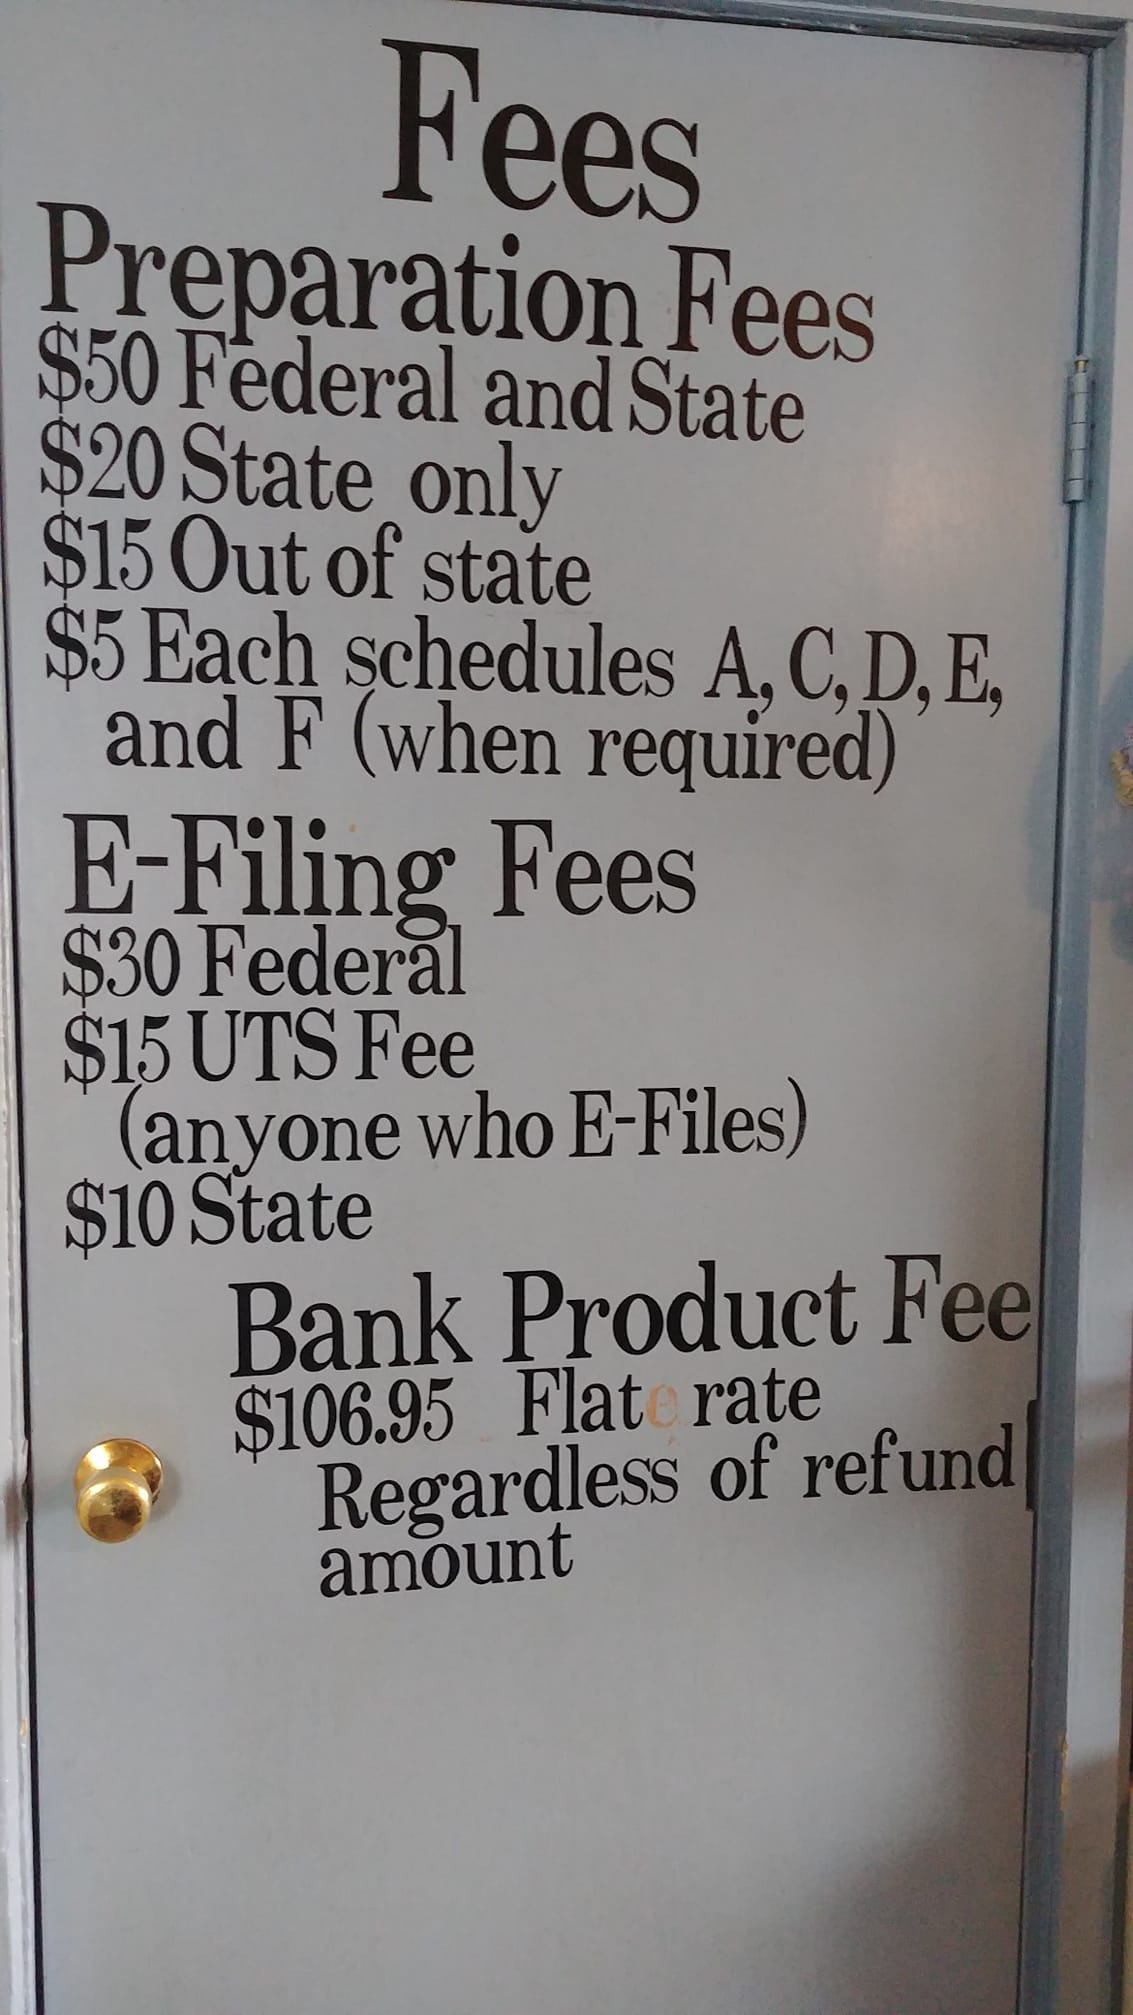 Fees
Preparation Fees
$50 Federal and State
$20 State only
$15 Out of state
$5 Each schedules A, C, D, E,
and F (when required)
E-Filing Fees
$30 Federal
$15 UTS Fee
(anyone who E-Files)
$10 State
Bank Product Fee
$106.95 Flate rate
Regardless of refund
amount